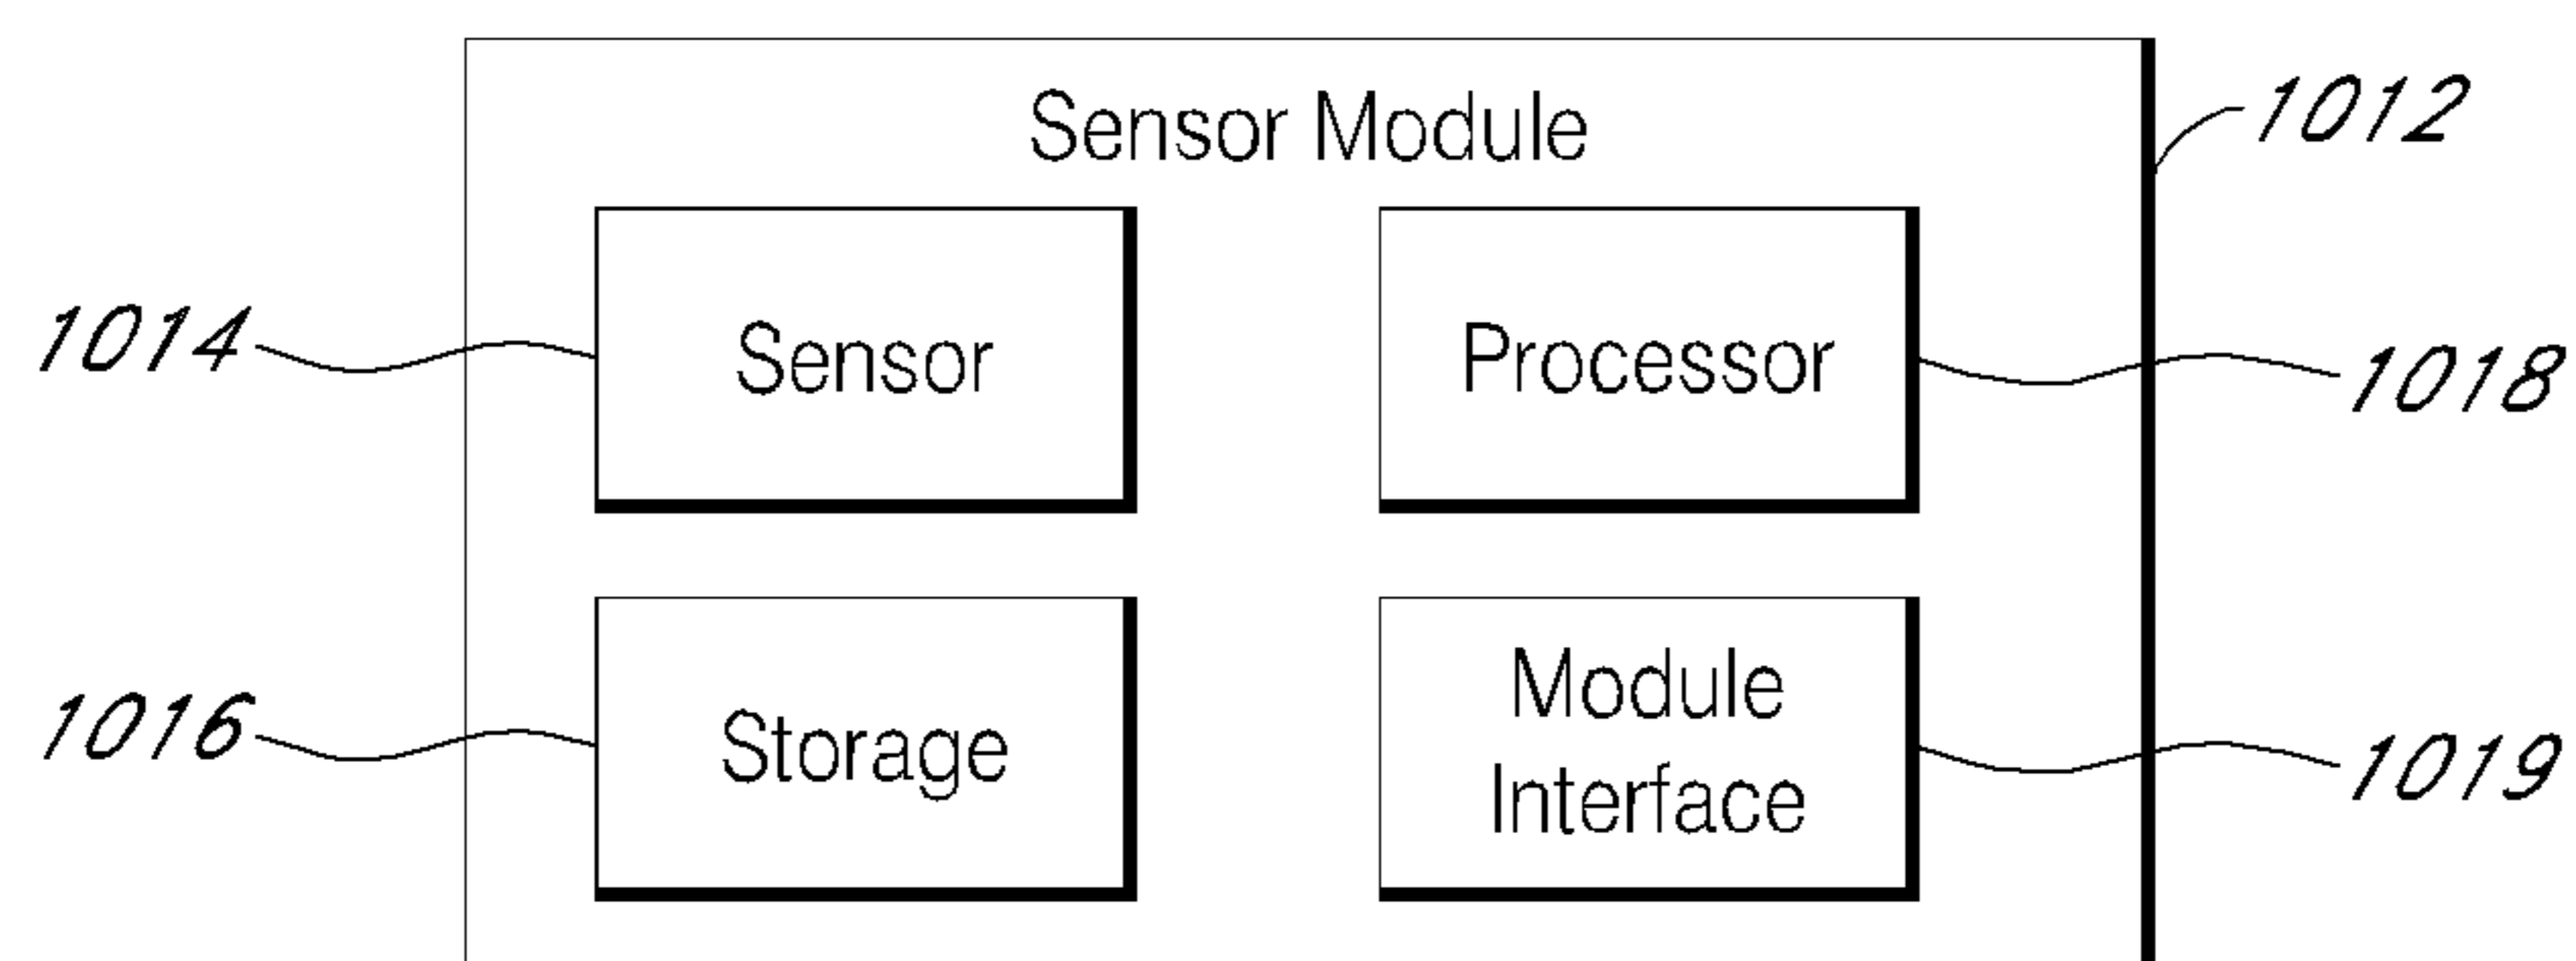 Sensor Module
1012
1014
Sensor
Processor
1018
1016
Storage
Module
Interface
1019